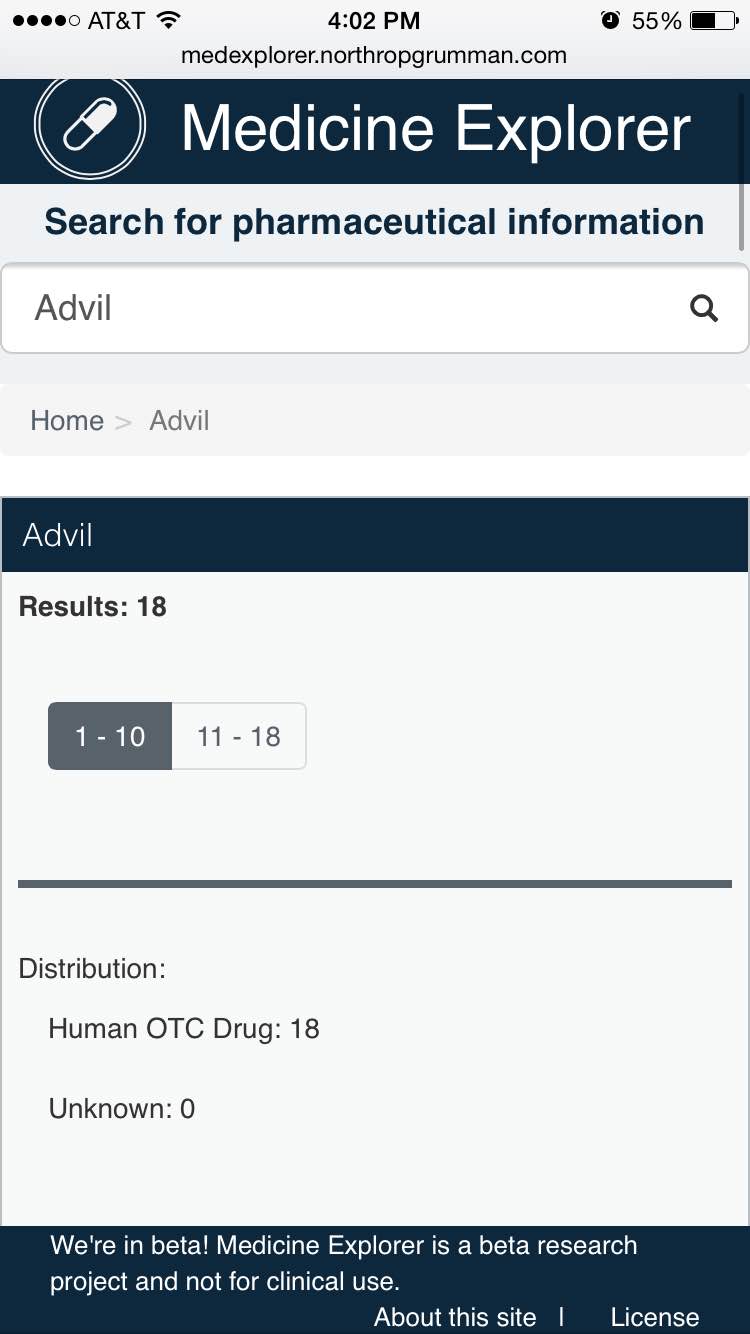 AT&T 4:02 PM 55%
medexplorer.northropgrumman.com
Medicine Explorer
Search for pharmaceutical information
Advil
Home > Advil
Advil
Results: 18
1 - 10 11 - 18
Distribution:
Human OTC Drug: 18
Unknown: 0
We're in beta! Medicine Explorer is a beta research
project and not for clinical use.
About this site | License